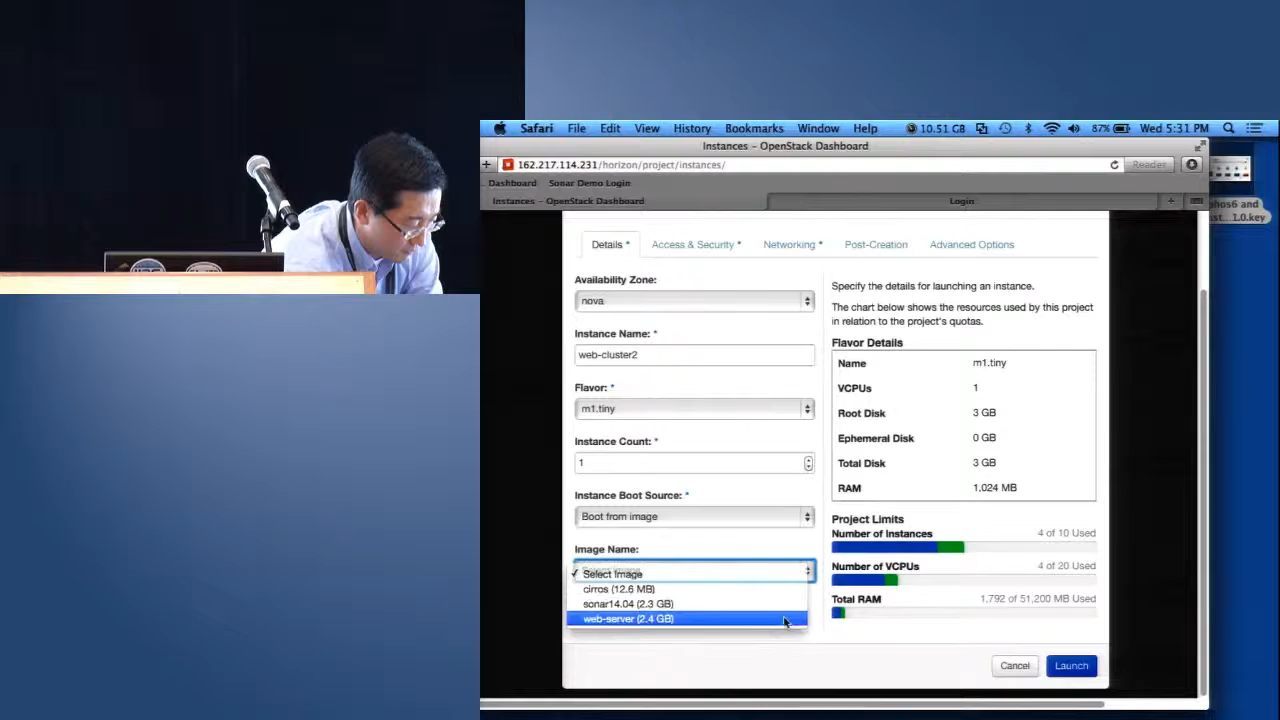 Safari File Edit View History Bookmarks Window Help 10.51 GB 87% Wed 5:31 PM
Instances – OpenStack Dashboard
162.217.114.231/horizon/project/instances/ Reader
Dashboard Sonar Demo Login
Instances – OpenStack Dashboard Login
phos6 and
st...1.0.key
Details * Access & Security * Networking * Post-Creation Advanced Options
Availability Zone:
nova
Instance Name: *
web-cluster2
Flavor: *
m1.tiny
Instance Count: *
1
Instance Boot Source: *
Boot from image
Image Name:
Select Image
cirros (12.6 MB)
sonar14.04 (2.3 GB)
web-server (2.4 GB)
Specify the details for launching an instance.
The chart below shows the resources used by this project
in relation to the project's quotas.
Flavor Details
Name m1.tiny
VCPUs 1
Root Disk 3 GB
Ephemeral Disk 0 GB
Total Disk 3 GB
RAM 1,024 MB
Project Limits
Number of Instances 4 of 10 Used
Number of VCPUs 4 of 20 Used
Total RAM 1,792 of 51,200 MB Used
Cancel Launch